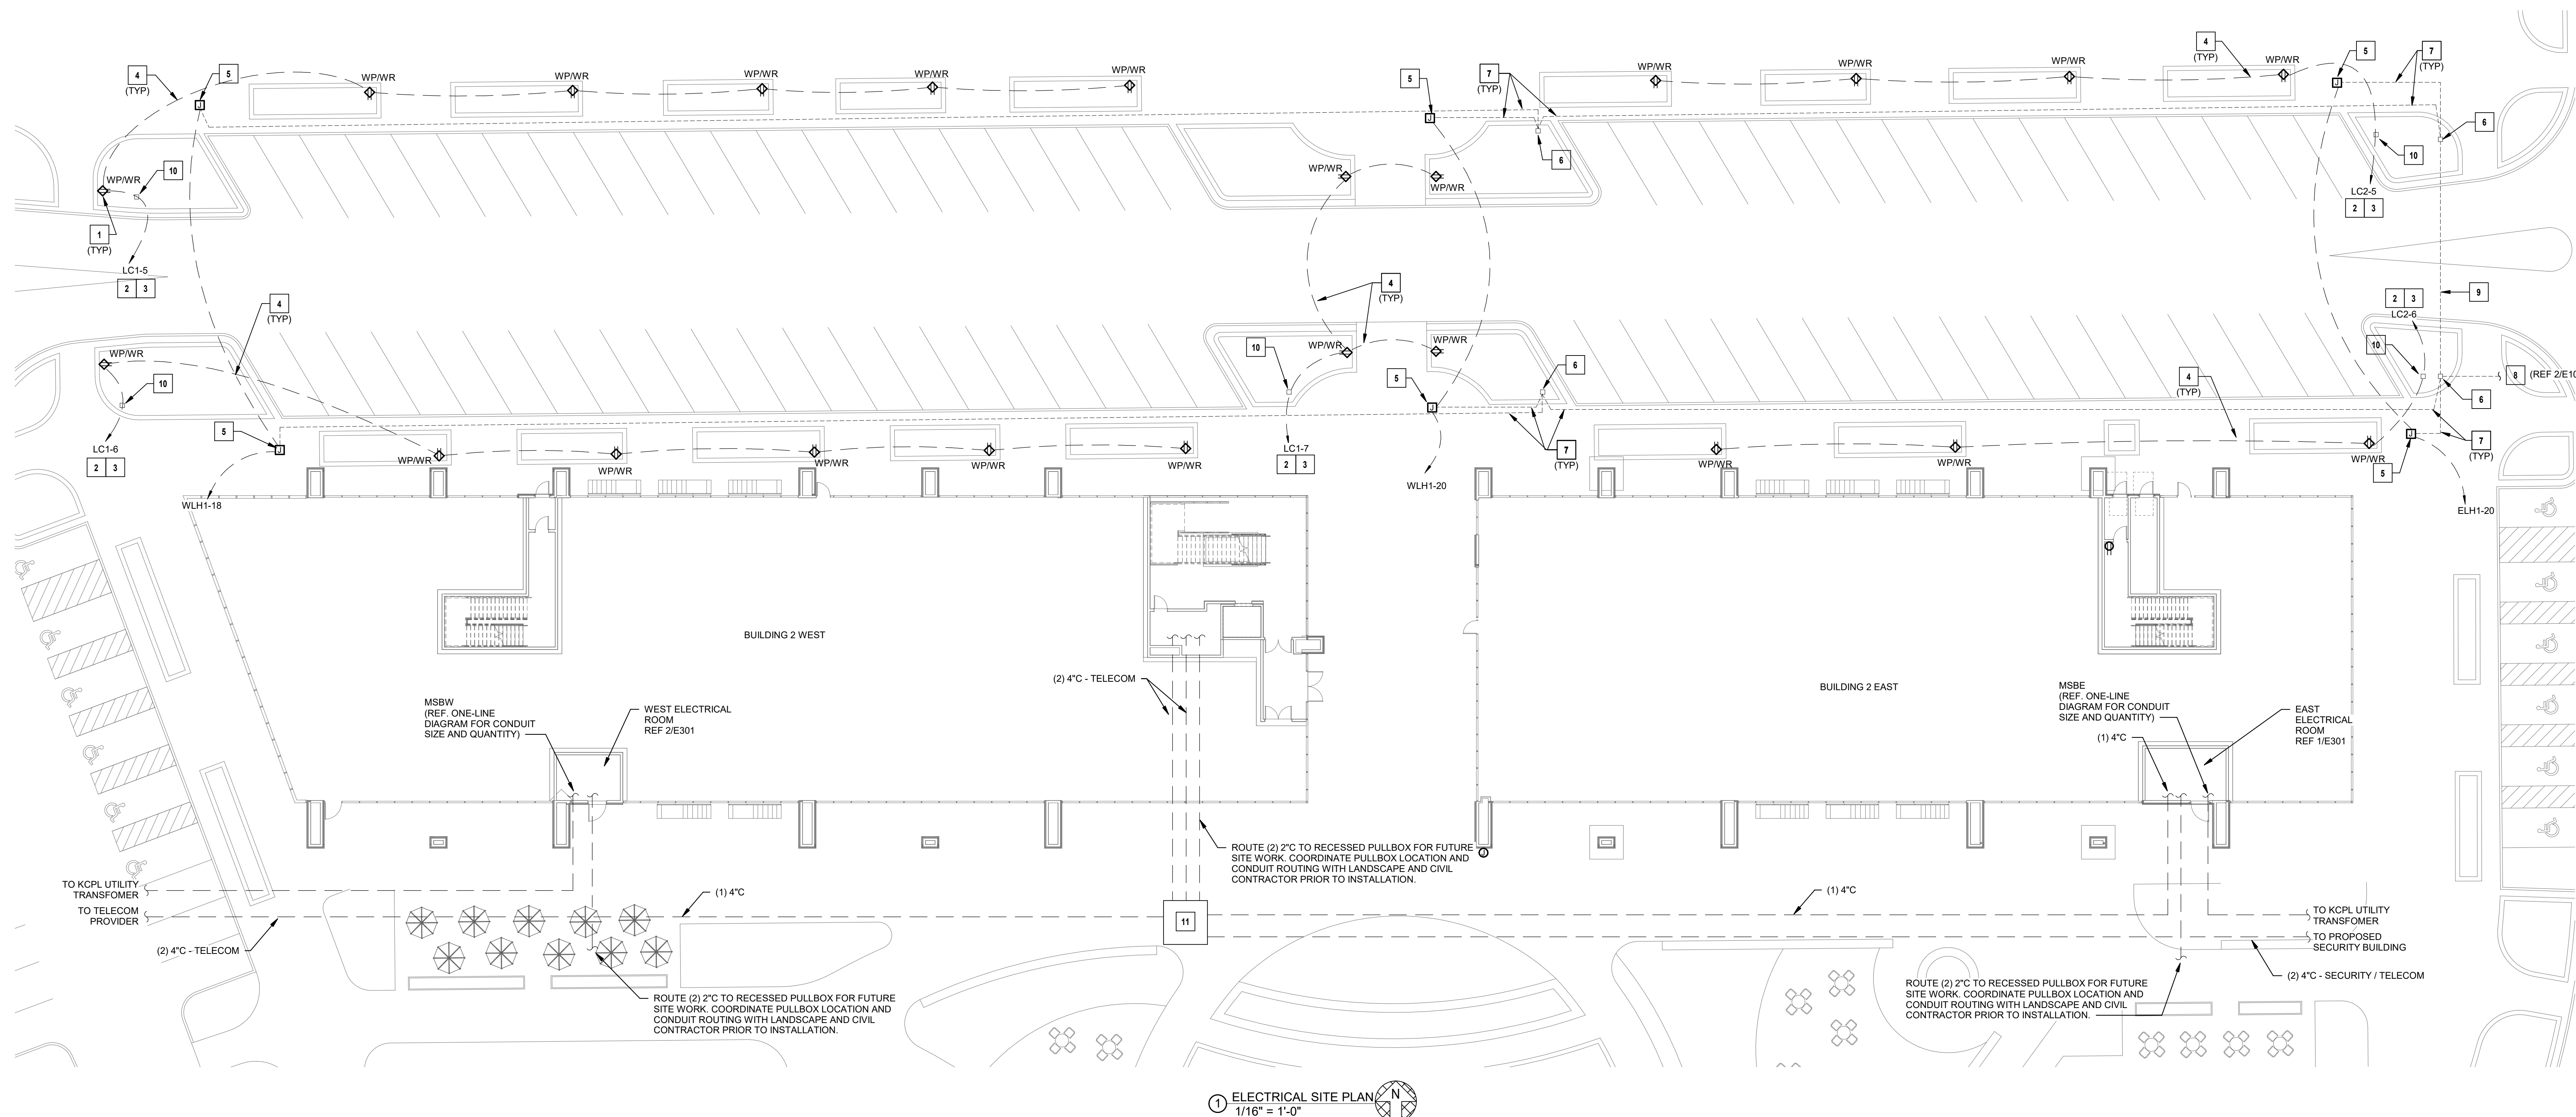 4
(TYP)
5
WP/WR
WP/WR
WP/WR
WP/WR
WP/WR
5
7
(TYP)
WP/WR
WP/WR
WP/WR
4
(TYP)
WP/WR
5
7
(TYP)
J
J
J
6
6
10
10
WP/WR
WP/WR
WP/WR
1
(TYP)
LC1-5
2 3
LC2-5
2 3
4
(TYP)
4
(TYP)
9
2 3
LC2-6
WP/WR
10
WP/WR
WP/WR
6
10
10
5
J
4
(TYP)
8
(REF 2/E10
6
LC1-6
2 3
5
J
WP/WR
WP/WR
WP/WR
WP/WR
WP/WR
LC1-7
2 3
7
(TYP)
WP/WR
WP/WR
WP/WR
J
5
7
(TYP)
WLH1-18
WLH1-20
ELH1-20
BUILDING 2 WEST
BUILDING 2 EAST
(2) 4"C - TELECOM
MSBW
(REF. ONE-LINE
DIAGRAM FOR CONDUIT
SIZE AND QUANTITY)
WEST ELECTRICAL
ROOM
REF 2/E301
MSBE
(REF. ONE-LINE
DIAGRAM FOR CONDUIT
SIZE AND QUANTITY)
(1) 4"C
EAST
ELECTRICAL
ROOM
REF 1/E301
J
ROUTE (2) 2"C TO RECESSED PULLBOX FOR FUTURE
SITE WORK. COORDINATE PULLBOX LOCATION AND
CONDUIT ROUTING WITH LANDSCAPE AND CIVIL
CONTRACTOR PRIOR TO INSTALLATION.
TO KCPL UTILITY
TRANSFOMER
TO TELECOM
PROVIDER
(2) 4"C - TELECOM
(1) 4"C
11
(1) 4"C
TO KCPL UTILITY
TRANSFOMER
TO PROPOSED
SECURITY BUILDING
(2) 4"C - SECURITY / TELECOM
ROUTE (2) 2"C TO RECESSED PULLBOX FOR FUTURE
SITE WORK. COORDINATE PULLBOX LOCATION AND
CONDUIT ROUTING WITH LANDSCAPE AND CIVIL
CONTRACTOR PRIOR TO INSTALLATION.
ROUTE (2) 2"C TO RECESSED PULLBOX FOR FUTURE
SITE WORK. COORDINATE PULLBOX LOCATION AND
CONDUIT ROUTING WITH LANDSCAPE AND CIVIL
CONTRACTOR PRIOR TO INSTALLATION.
1 ELECTRICAL SITE PLAN
1/16" = 1'-0"
N